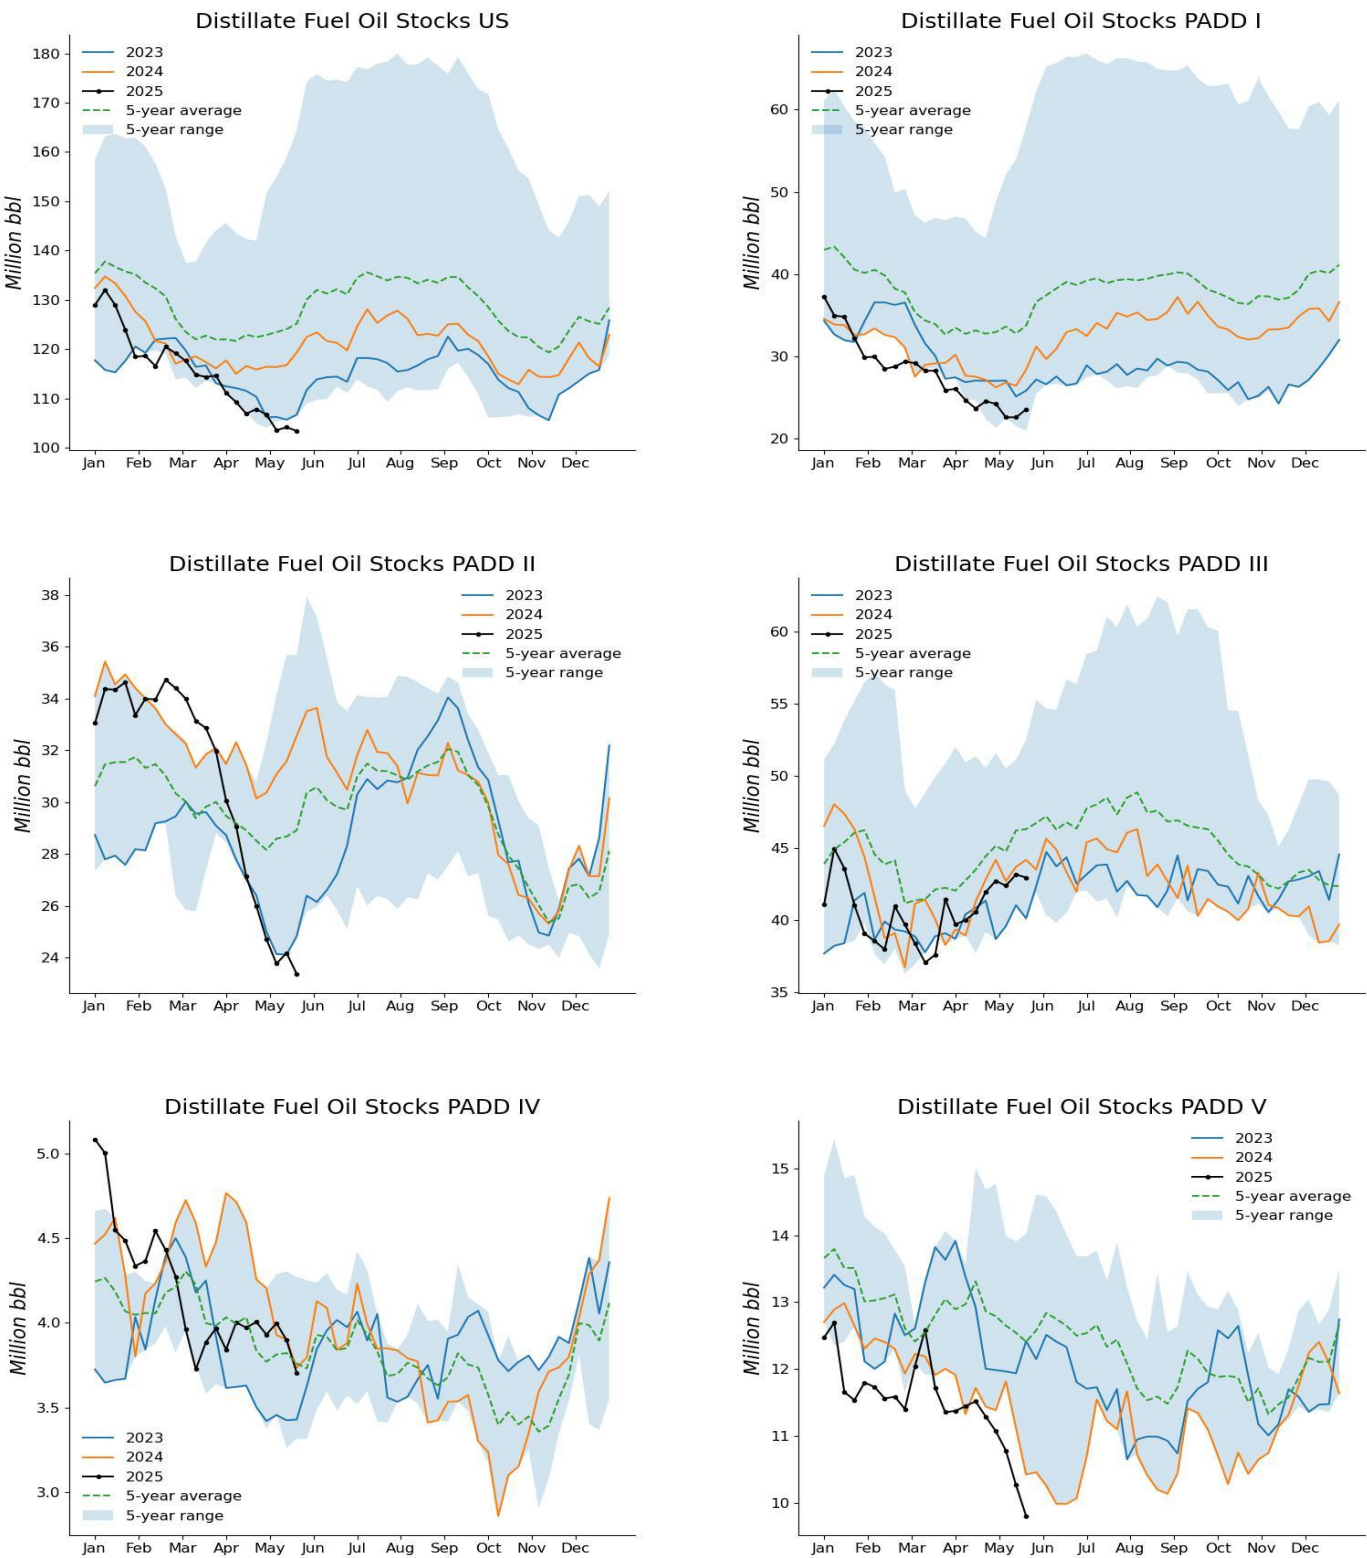 Distillate Fuel Oil Stocks US
Million bbl
180
170
160
150
140
130
120
110
100
2023
2024
2025
5-year average
5-year range
Jan Feb Mar Apr May Jun Jul Aug Sep Oct Nov Dec
Distillate Fuel Oil Stocks PADD I
Million bbl
60
50
40
30
20
2023
2024
2025
5-year average
5-year range
Jan Feb Mar Apr May Jun Jul Aug Sep Oct Nov Dec
Distillate Fuel Oil Stocks PADD II
Million bbl
38
36
34
32
30
28
26
24
2023
2024
2025
5-year average
5-year range
Jan Feb Mar Apr May Jun Jul Aug Sep Oct Nov Dec
Distillate Fuel Oil Stocks PADD III
Million bbl
60
55
50
45
40
35
2023
2024
2025
5-year average
5-year range
Jan Feb Mar Apr May Jun Jul Aug Sep Oct Nov Dec
Distillate Fuel Oil Stocks PADD IV
Million bbl
5.0
4.5
4.0
3.5
3.0
2023
2024
2025
5-year average
5-year range
Jan Feb Mar Apr May Jun Jul Aug Sep Oct Nov Dec
Distillate Fuel Oil Stocks PADD V
Million bbl
15
14
13
12
11
10
2023
2024
2025
5-year average
5-year range
Jan Feb Mar Apr May Jun Jul Aug Sep Oct Nov Dec